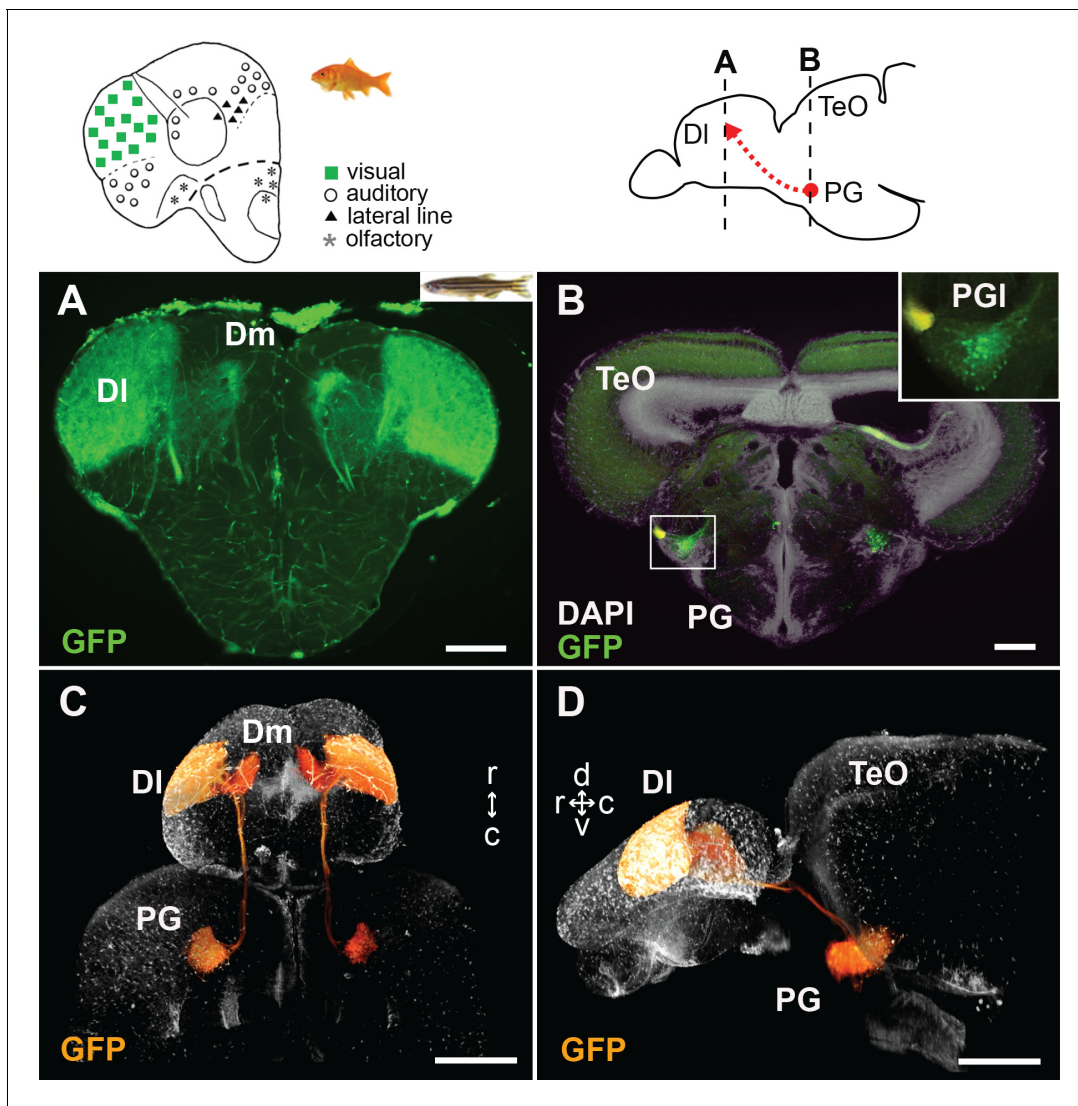 visual
auditory
lateral line
olfactory
A
B
TeO
Dl
PG
A
Dm
Dl
GFP
B
PGl
TeO
PG
DAPI
GFP
C
Dm
Dl
r
c
PG
GFP
D
TeO
Dl
d
r c
v
PG
GFP